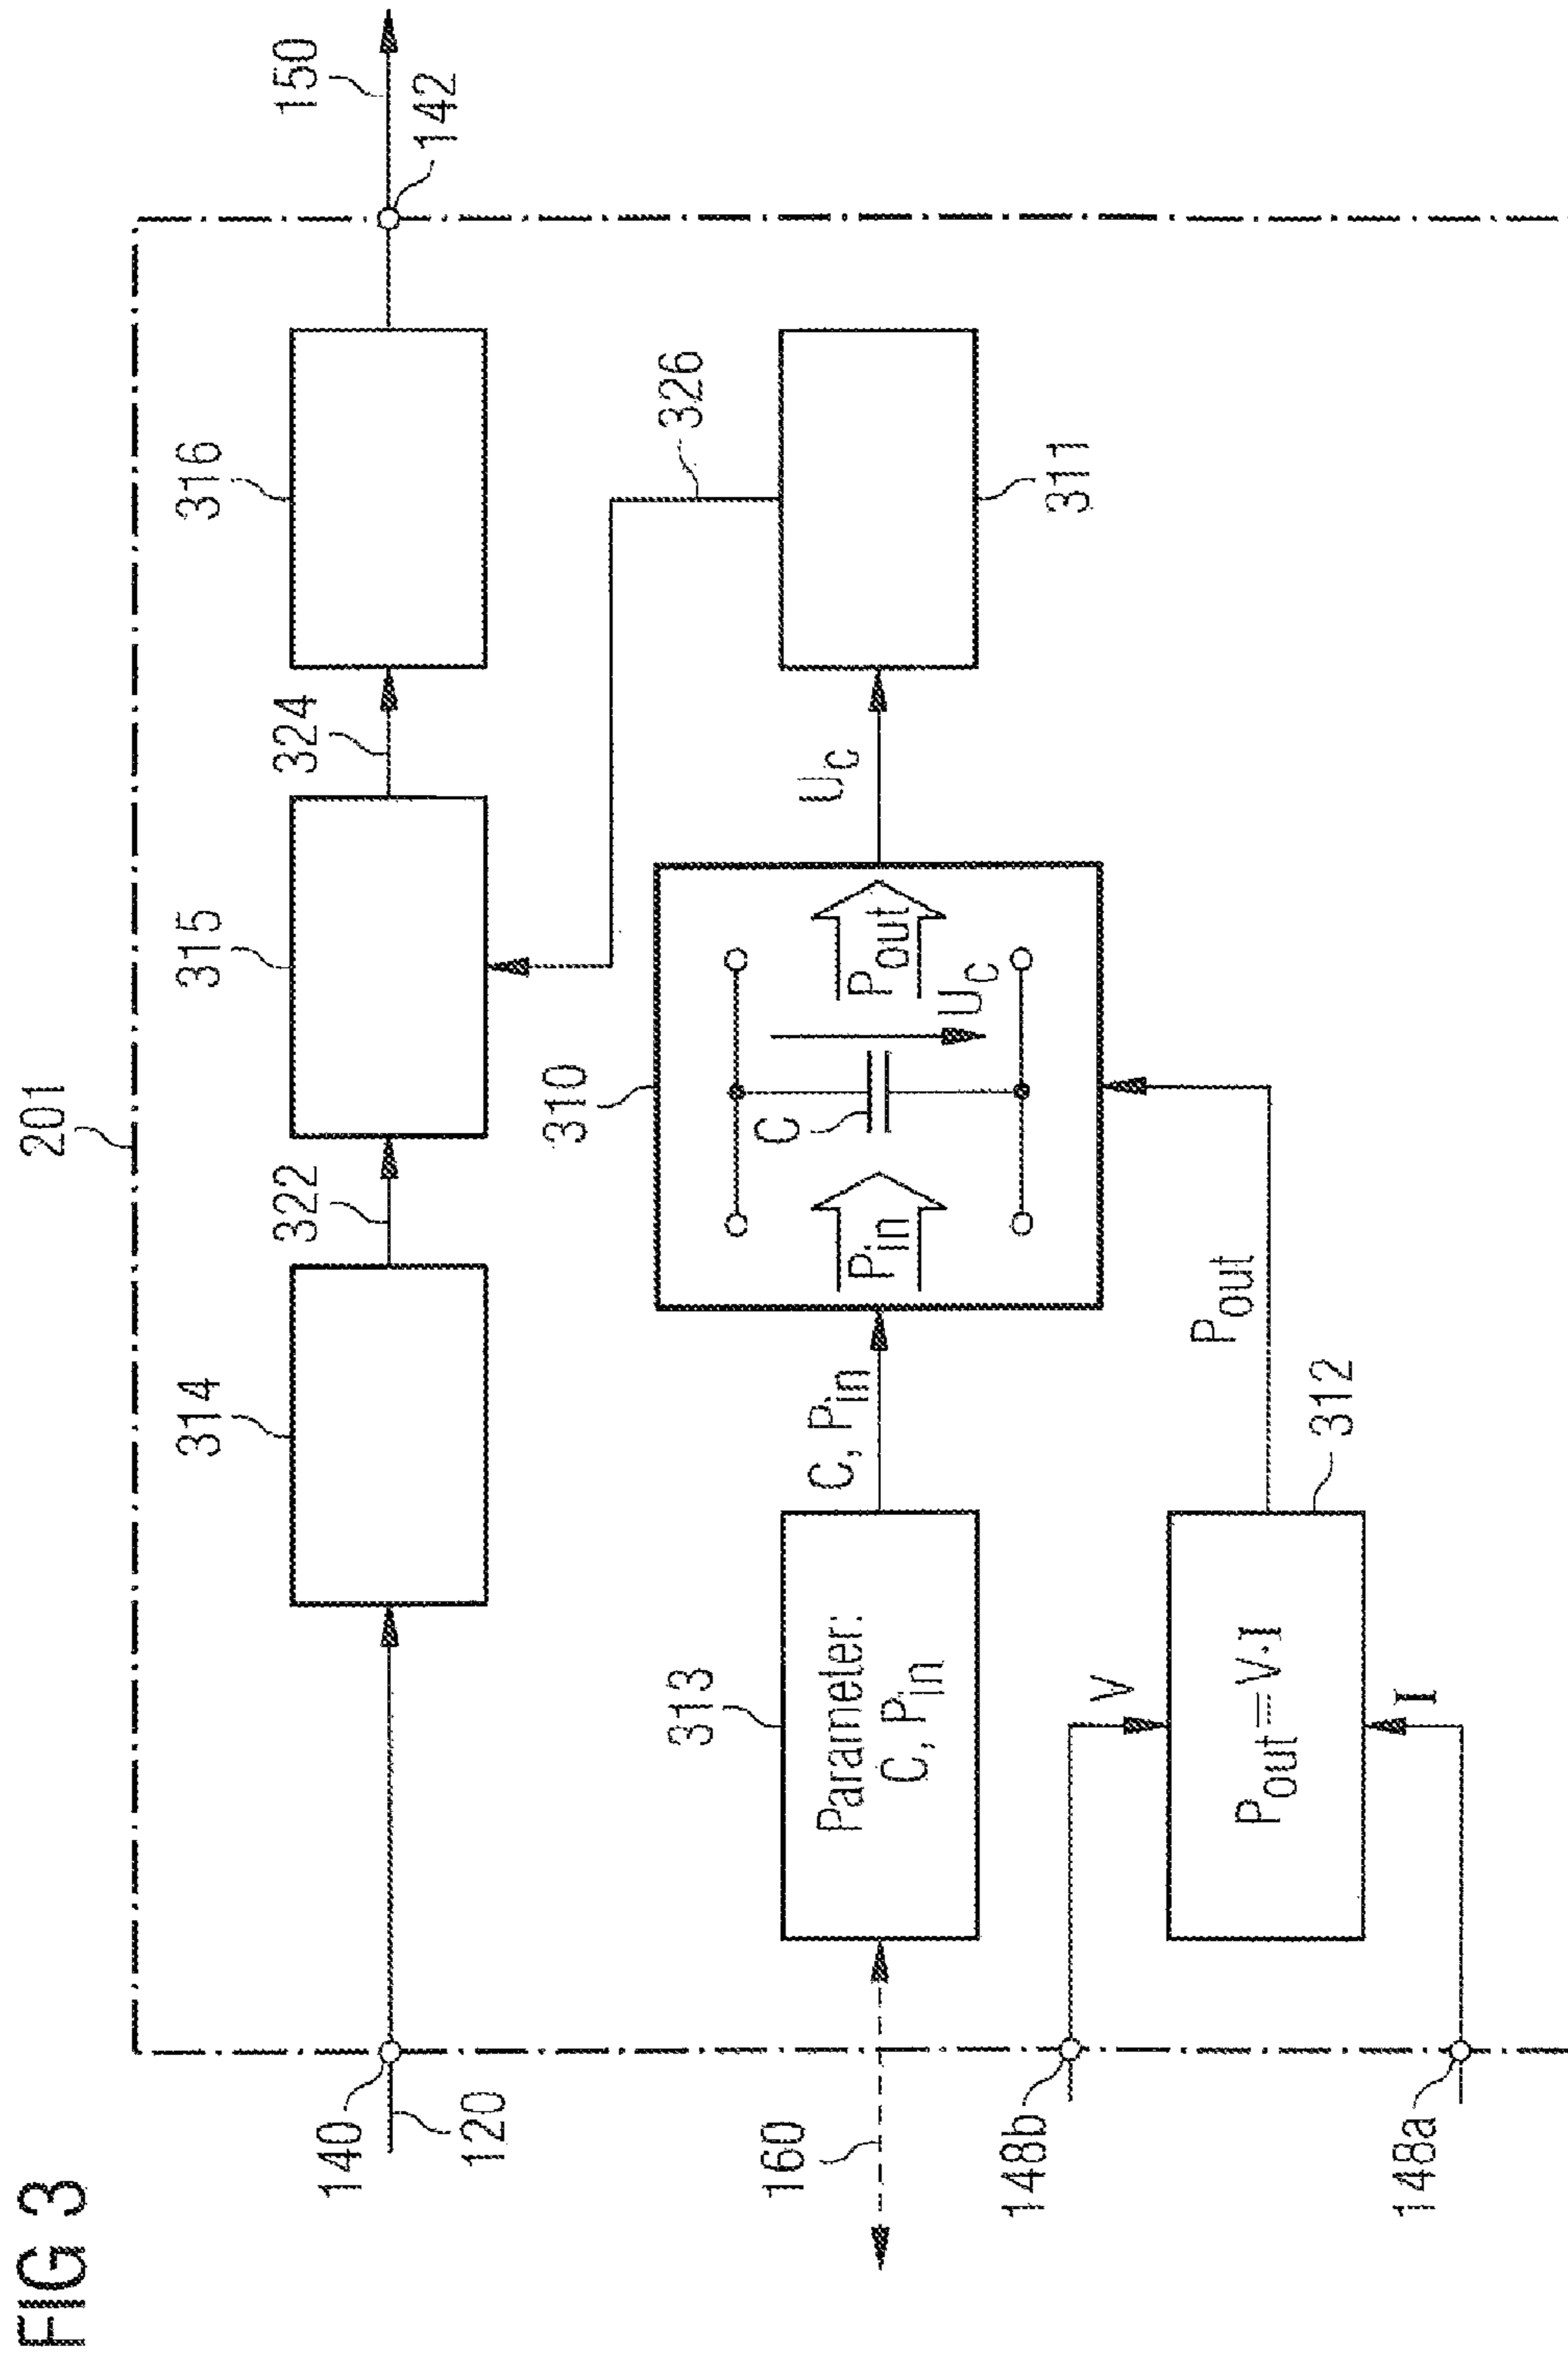 FIG 3
201
150
142
314
322
315
324
316
326
140
120
310
C
P_in
P_out
U_C
U_C
311
313
Parameter:
C, P_in
C, P_in
160
148b
V
P_out=V·I
I
312
P_out
148a